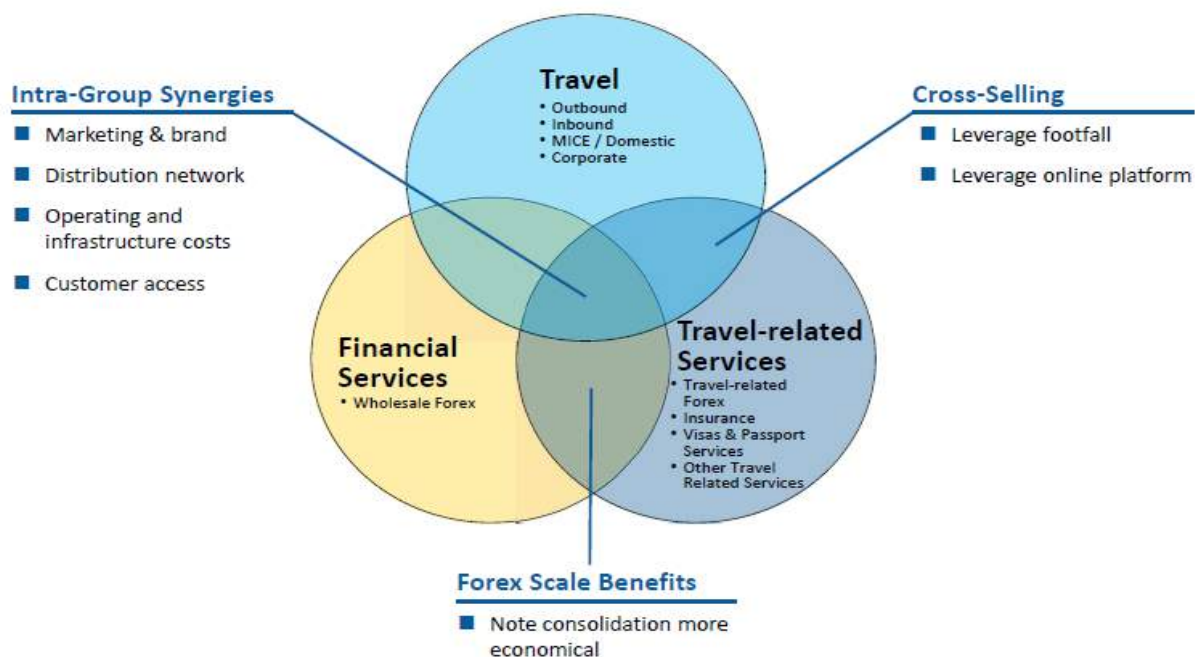 Travel
• Outbound
• Inbound
• MICE / Domestic
• Corporate
Intra-Group Synergies
■ Marketing & brand
■ Distribution network
■ Operating and
infrastructure costs
■ Customer access
Cross-Selling
■ Leverage footfall
■ Leverage online platform
Financial
Services
• Wholesale Forex
Travel-related
Services
• Travel-related
Forex
• Insurance
• Visas & Passport
Services
• Other Travel
Related Services
Forex Scale Benefits
■ Note consolidation more
economical